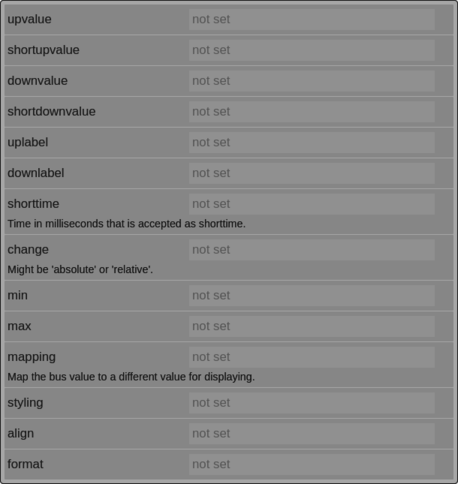 upvalue not set
shortupvalue not set
downvalue not set
shortdownvalue not set
uplabel not set
downlabel not set
shorttime not set
Time in milliseconds that is accepted as shorttime.
change not set
Might be 'absolute' or 'relative'.
min not set
max not set
mapping not set
Map the bus value to a different value for displaying.
styling not set
align not set
format not set